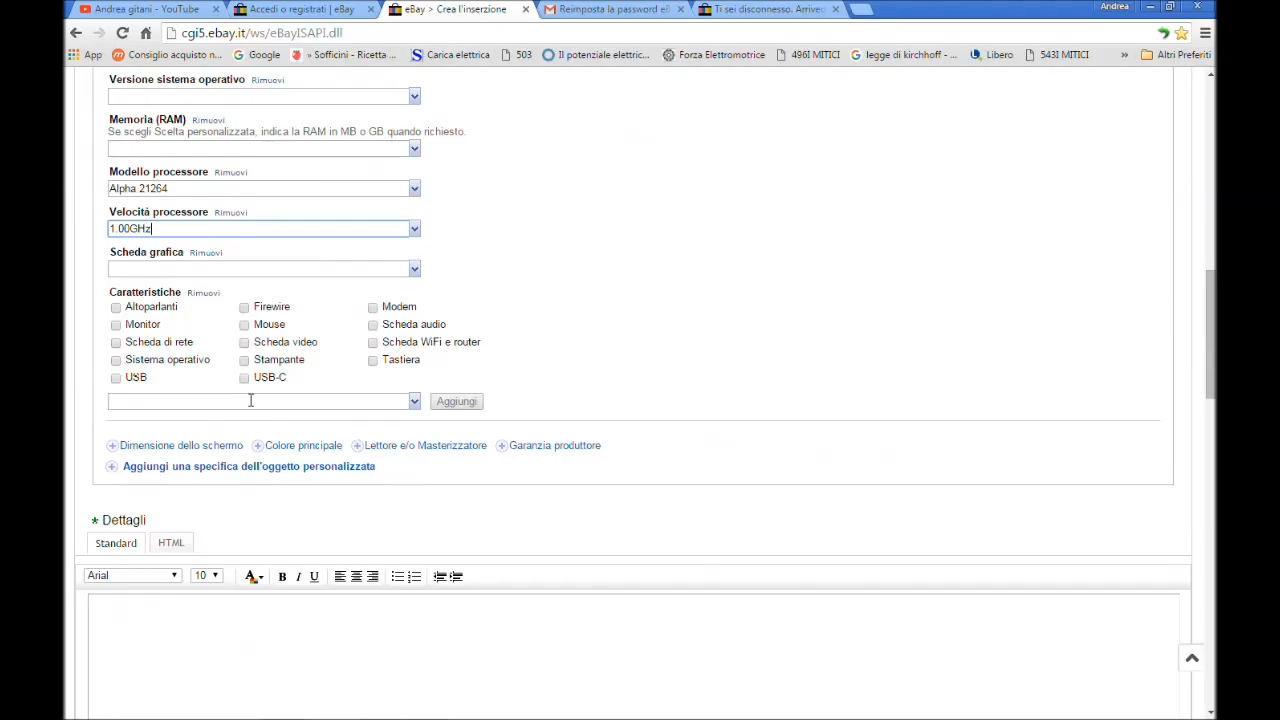 Andrea gitani - YouTube
Accedi o registrati | eBay
eBay > Crea l'inserzione
Reimposta la password eB
Ti sei disconnesso. Arrivec
Andrea
cgi5.ebay.it/ws/eBayISAPI.dll
App
Consiglio acquisto n...
Google
» Sofficini - Ricetta ...
Carica elettrica
503
Il potenziale elettric...
Forza Elettromotrice
496I MITICI
legge di kirchhoff - ...
Libero
543I MITICI
»
Altri Preferiti
Versione sistema operativo Rimuovi
Memoria (RAM) Rimuovi
Se scegli Scelta personalizzata, indica la RAM in MB o GB quando richiesto.
Modello processore Rimuovi
Alpha 21264
Velocità processore Rimuovi
1.00GHz
Scheda grafica Rimuovi
Caratteristiche Rimuovi
Altoparlanti Firewire Modem
Monitor Mouse Scheda audio
Scheda di rete Scheda video Scheda WiFi e router
Sistema operativo Stampante Tastiera
USB USB-C
Aggiungi
Dimensione dello schermo Colore principale Lettore e/o Masterizzatore Garanzia produttore
Aggiungi una specifica dell'oggetto personalizzata
* Dettagli
Standard HTML
Arial 10 A B I U